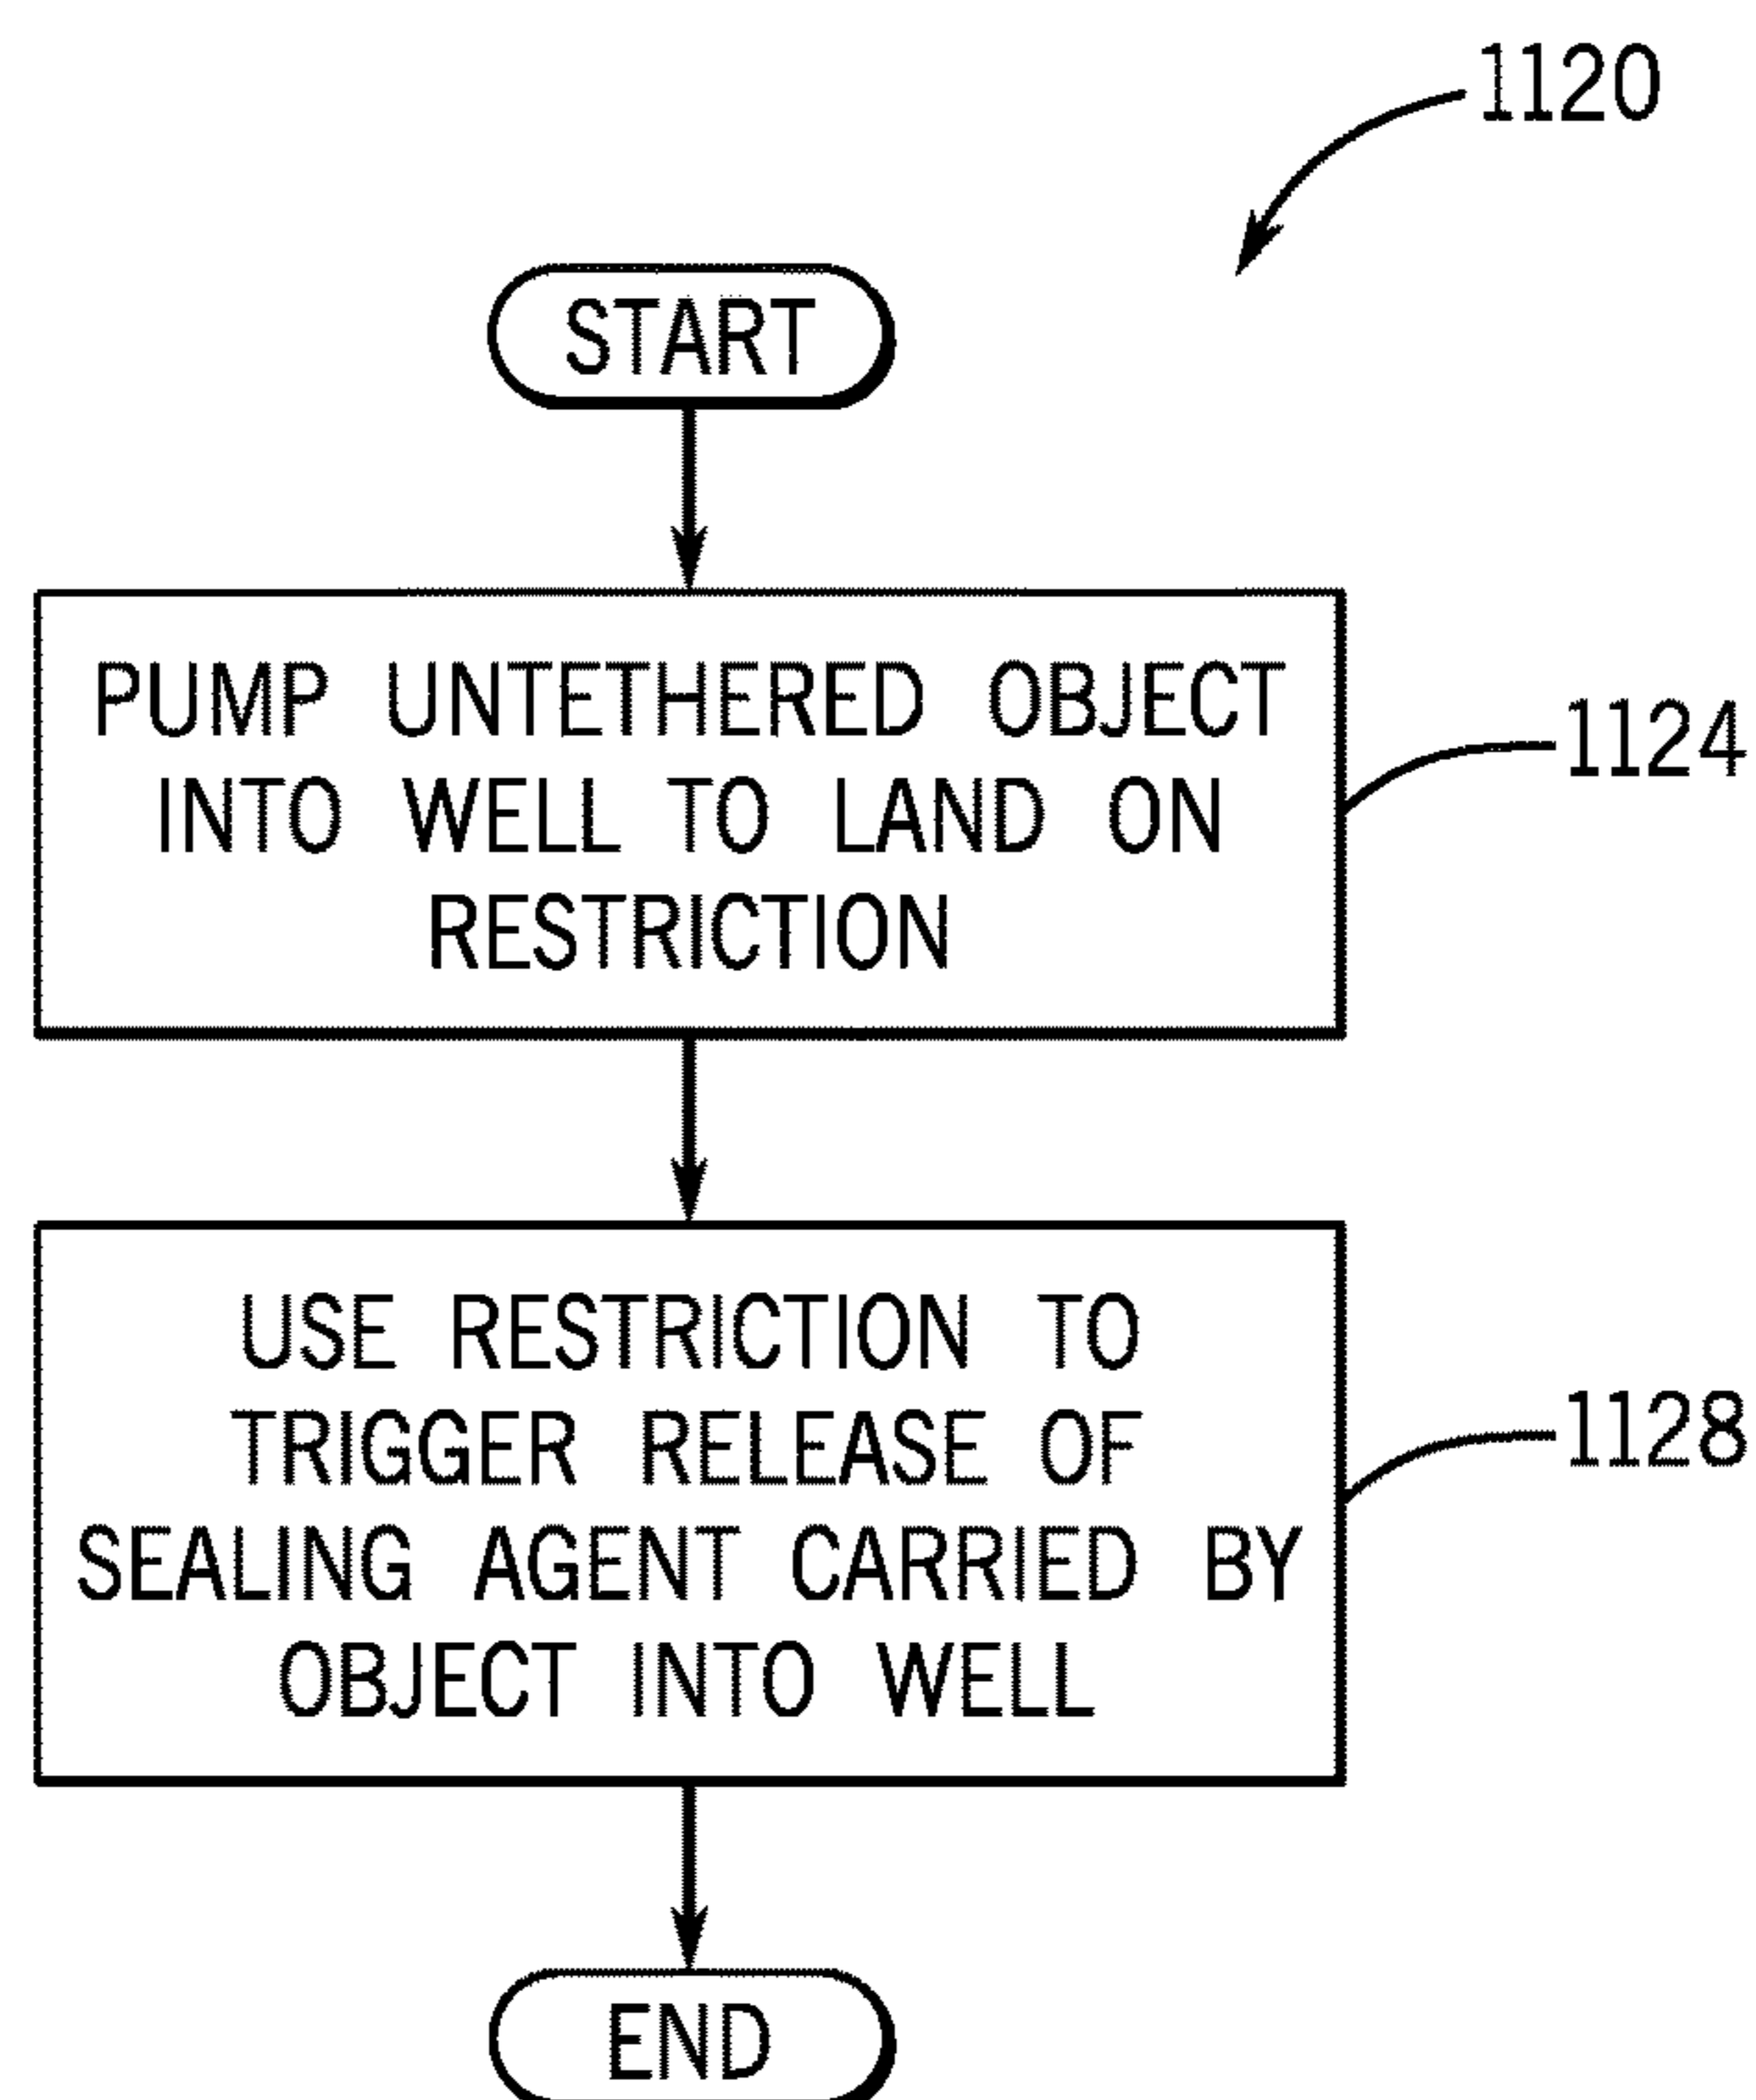 1120
START
PUMP UNTETHERED OBJECT
INTO WELL TO LAND ON
RESTRICTION
1124
USE RESTRICTION TO
TRIGGER RELEASE OF
SEALING AGENT CARRIED BY
OBJECT INTO WELL
1128
END